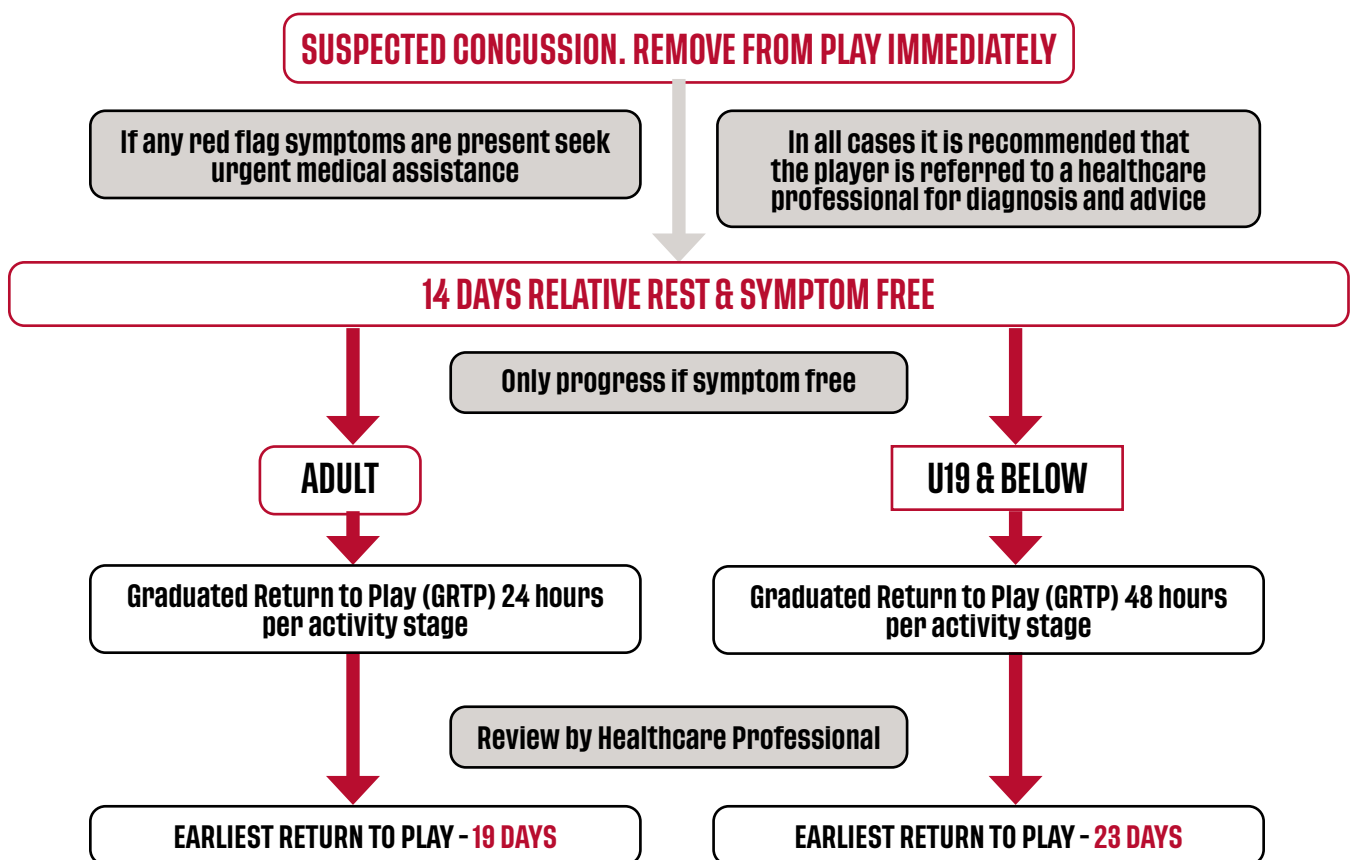 SUSPECTED CONCUSSION. REMOVE FROM PLAY IMMEDIATELY
If any red flag symptoms are present seek
urgent medical assistance
In all cases it is recommended that
the player is referred to a healthcare
professional for diagnosis and advice
14 DAYS RELATIVE REST & SYMPTOM FREE
Only progress if symptom free
ADULT
U19 & BELOW
Graduated Return to Play (GRTP) 24 hours
per activity stage
Graduated Return to Play (GRTP) 48 hours
per activity stage
Review by Healthcare Professional
EARLIEST RETURN TO PLAY - 19 DAYS
EARLIEST RETURN TO PLAY - 23 DAYS